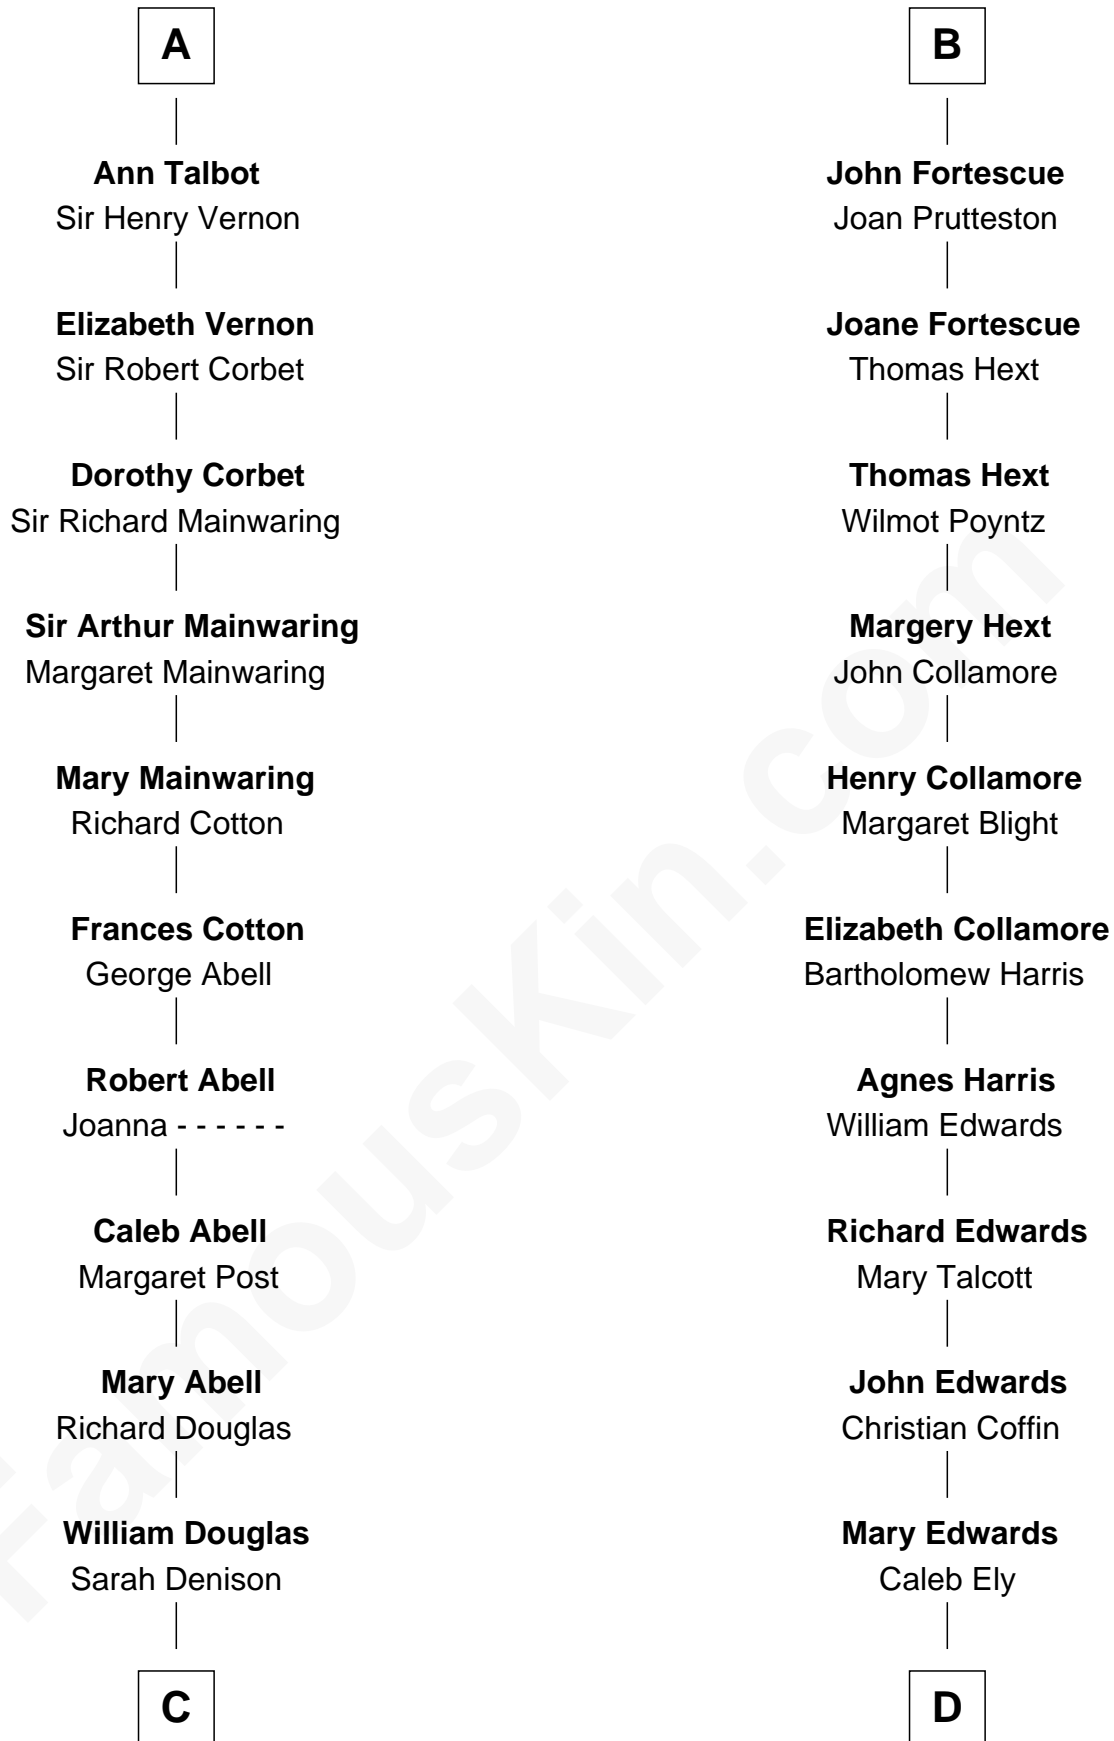 A
Ann Talbot
Sir Henry Vernon
Elizabeth Vernon
Sir Robert Corbet
Dorothy Corbet
Sir Richard Mainwaring
Sir Arthur Mainwaring
Margaret Mainwaring
Mary Mainwaring
Richard Cotton
Frances Cotton
George Abell
Robert Abell
Joanna - - - - - -
Caleb Abell
Margaret Post
Mary Abell
Richard Douglas
William Douglas
Sarah Denison
C
B
John Fortescue
Joan Prutteston
Joane Fortescue
Thomas Hext
Thomas Hext
Wilmot Poyntz
Margery Hext
John Collamore
Henry Collamore
Margaret Blight
Elizabeth Collamore
Bartholomew Harris
Agnes Harris
William Edwards
Richard Edwards
Mary Talcott
John Edwards
Christian Coffin
Mary Edwards
Caleb Ely
D
FamousKin.com